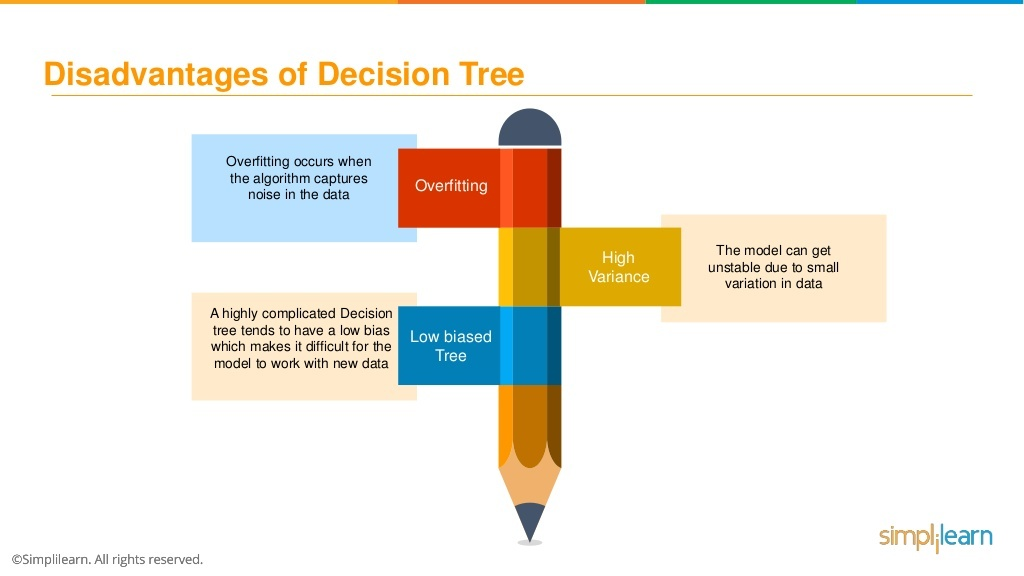 Disadvantages of Decision Tree
Overfitting occurs when
the algorithm captures
noise in the data
Overfitting
High
Variance
The model can get
unstable due to small
variation in data
A highly complicated Decision
tree tends to have a low bias
which makes it difficult for the
model to work with new data
Low biased
Tree
simplilearn
©Simplilearn. All rights reserved.